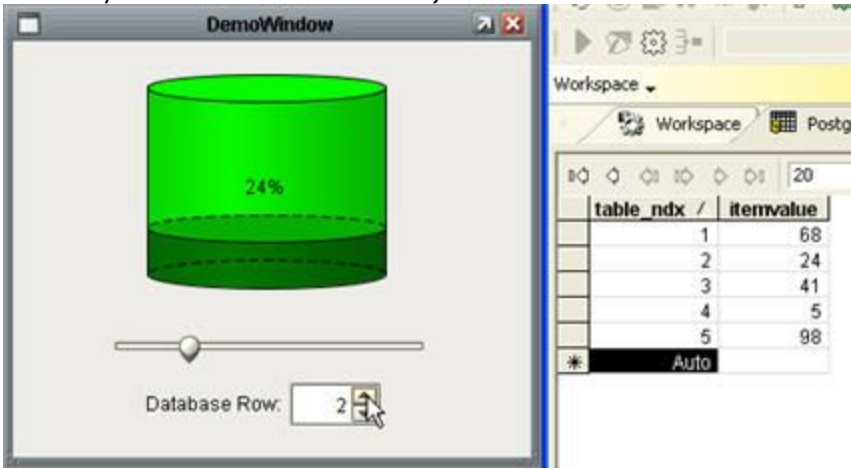 DemoWindow
24%
Database Row: 2
Workspace
Workspace
Postg
20
table_ndx / itemvalue
1 68
2 24
3 41
4 5
5 98
* Auto